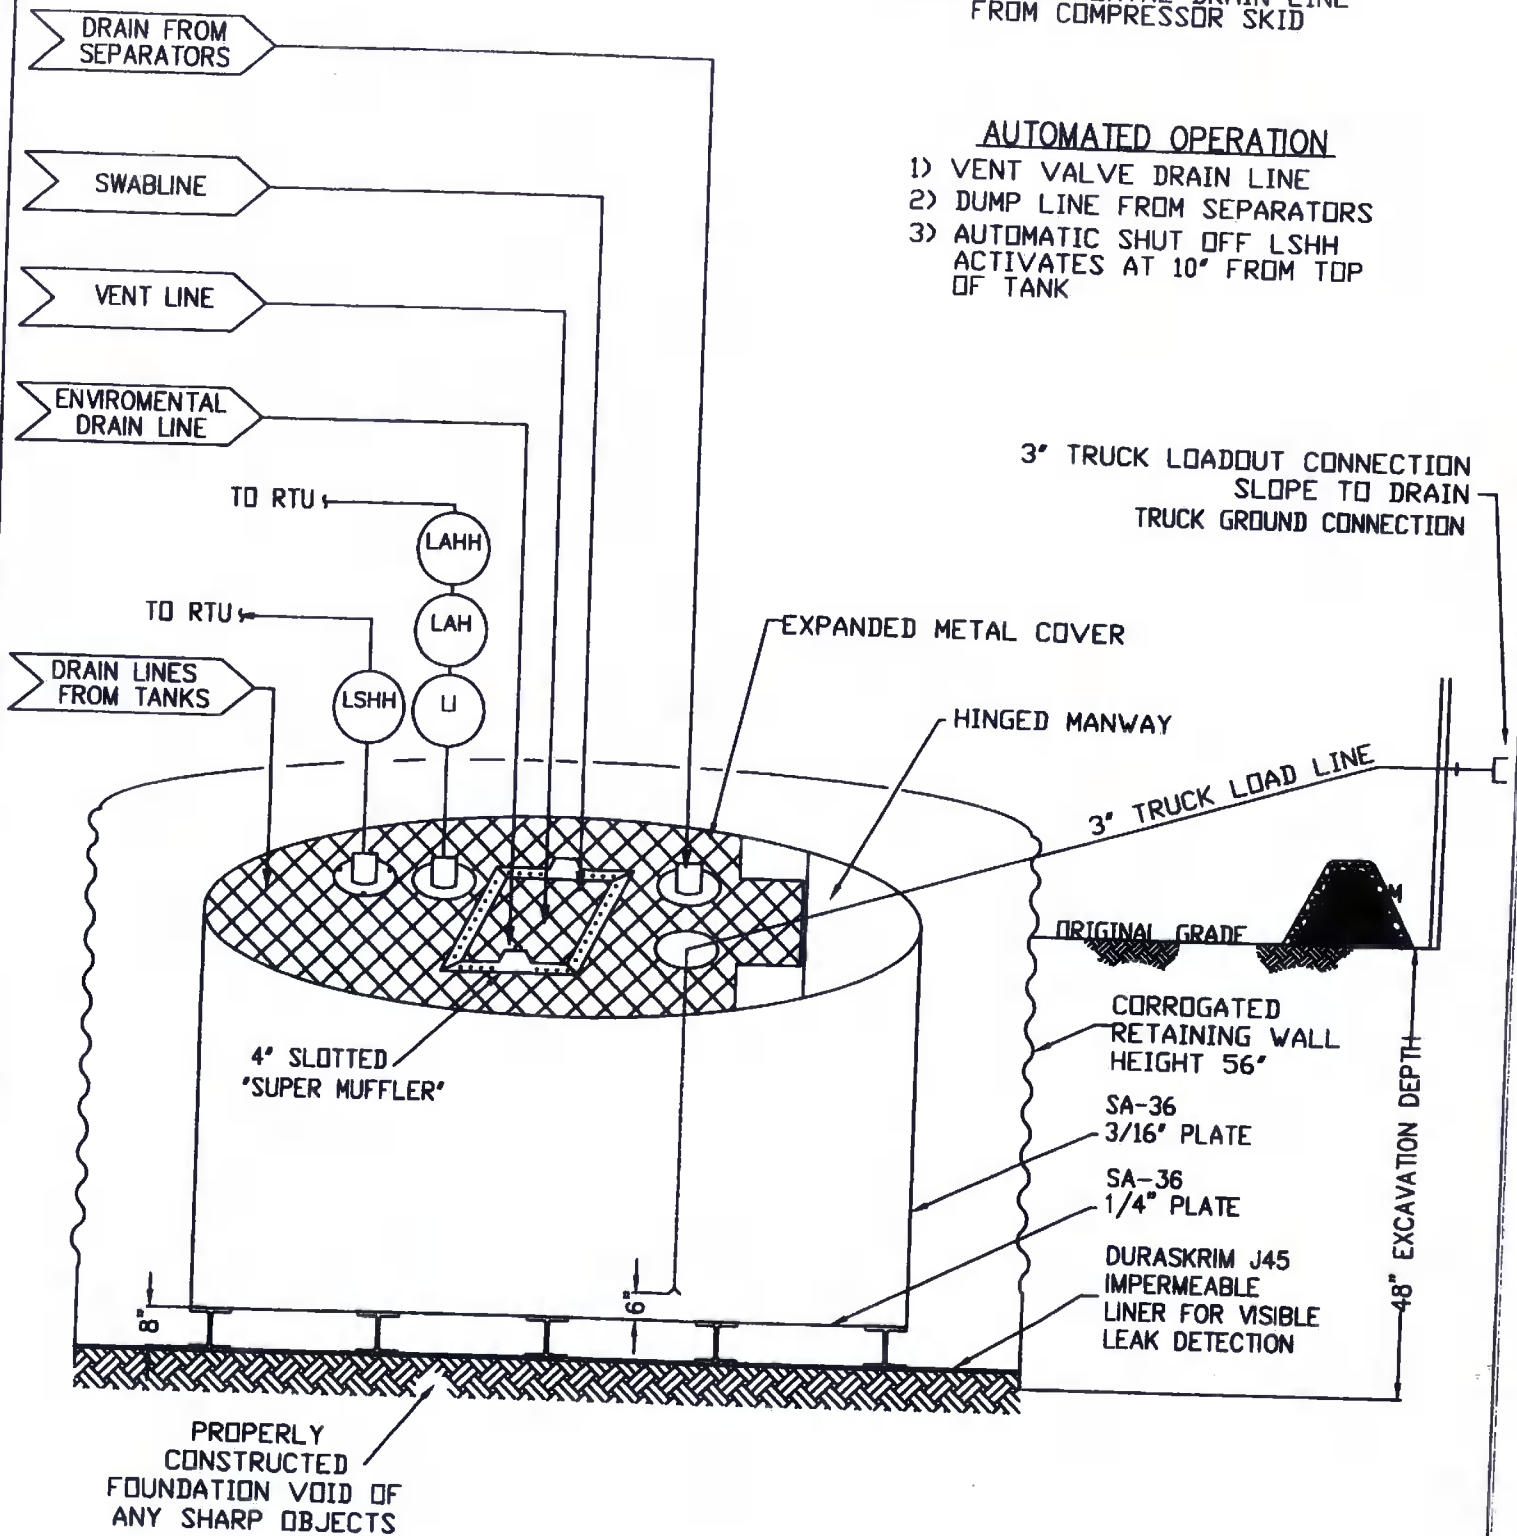 DRAIN LINE
FROM COMPRESSOR SKID
DRAIN FROM
SEPARATORS
AUTOMATED OPERATION
1) VENT VALVE DRAIN LINE
2) DUMP LINE FROM SEPARATORS
3) AUTOMATIC SHUT OFF LSHH
ACTIVATES AT 10" FROM TOP
OF TANK
SWABLINE
VENT LINE
ENVIROMENTAL
DRAIN LINE
3" TRUCK LOADOUT CONNECTION
SLOPE TO DRAIN
TRUCK GROUND CONNECTION
TO RTU
LAHH
TO RTU
LAH
EXPANDED METAL COVER
DRAIN LINES
FROM TANKS
LSHH
LI
HINGED MANWAY
3" TRUCK LOAD LINE
M
ORIGINAL GRADE
4" SLOTTED
"SUPER MUFFLER"
CORROGATED
RETAINING WALL
HEIGHT 56"
SA-36
3/16" PLATE
SA-36
1/4" PLATE
DURASKRIM J45
IMPERMEABLE
LINER FOR VISIBLE
LEAK DETECTION
48" EXCAVATION DEPTH
8"
6"
PROPERLY
CONSTRUCTED
FOUNDATION VOID OF
ANY SHARP OBJECTS